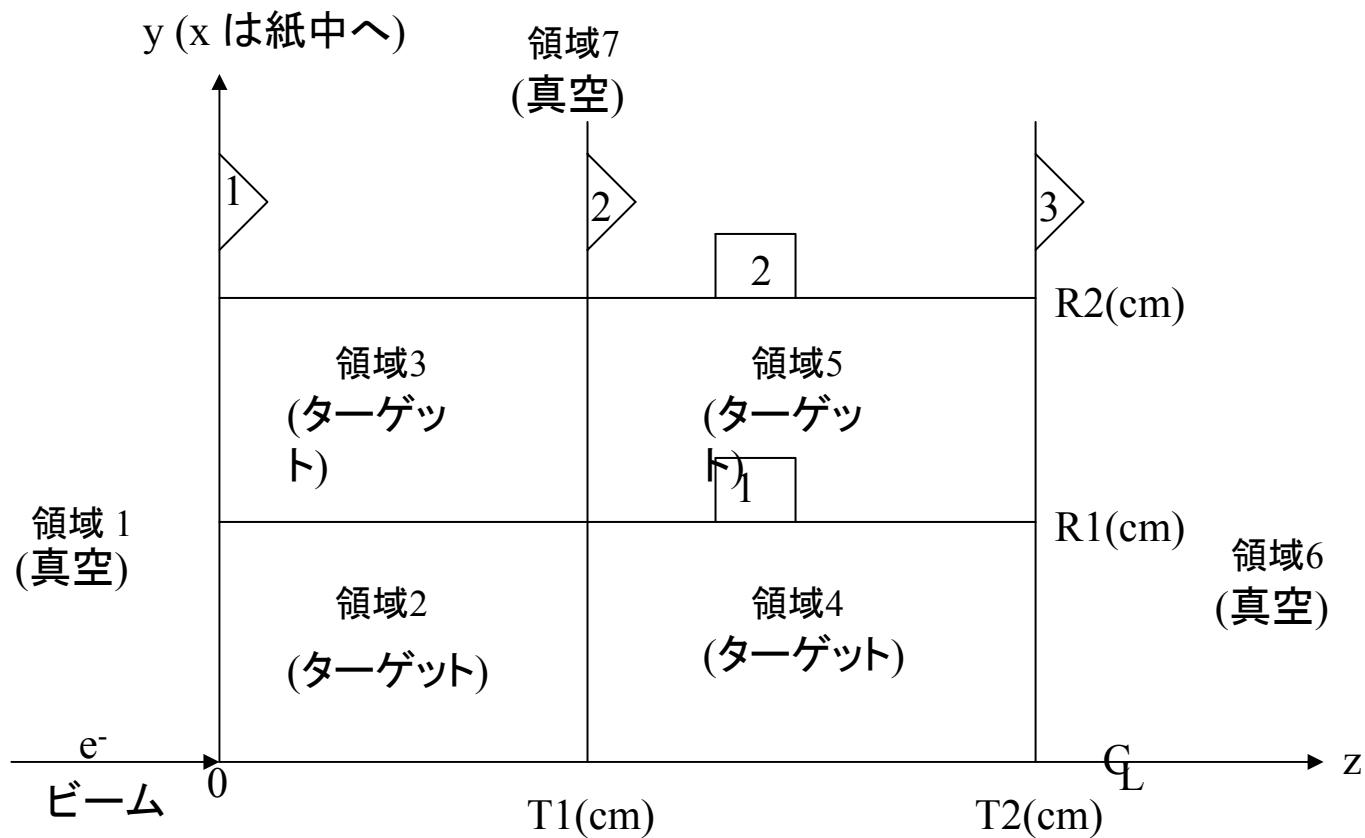 y (x は紙中へ)
領域7
(真空)
1
2
3
2
R2(cm)
領域3
(ターゲッ
ト)
領域5
(ターゲッ
ト)
1
R1(cm)
領域 1
(真空)
領域6
(真空)
領域2
(ターゲット)
領域4
(ターゲット)
e-
ビーム
0
T1(cm)
T2(cm)
CL
z